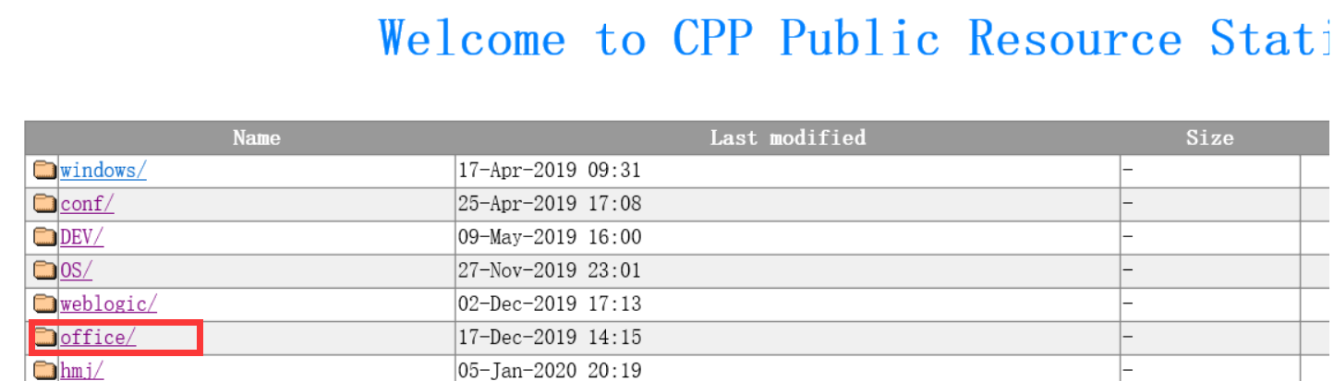 Welcome to CPP Public Resource Stati
Name Last modified Size
windows/ 17-Apr-2019 09:31 -
conf/ 25-Apr-2019 17:08 -
DEV/ 09-May-2019 16:00 -
OS/ 27-Nov-2019 23:01 -
weblogic/ 02-Dec-2019 17:13 -
office/ 17-Dec-2019 14:15 -
hmj/ 05-Jan-2020 20:19 -